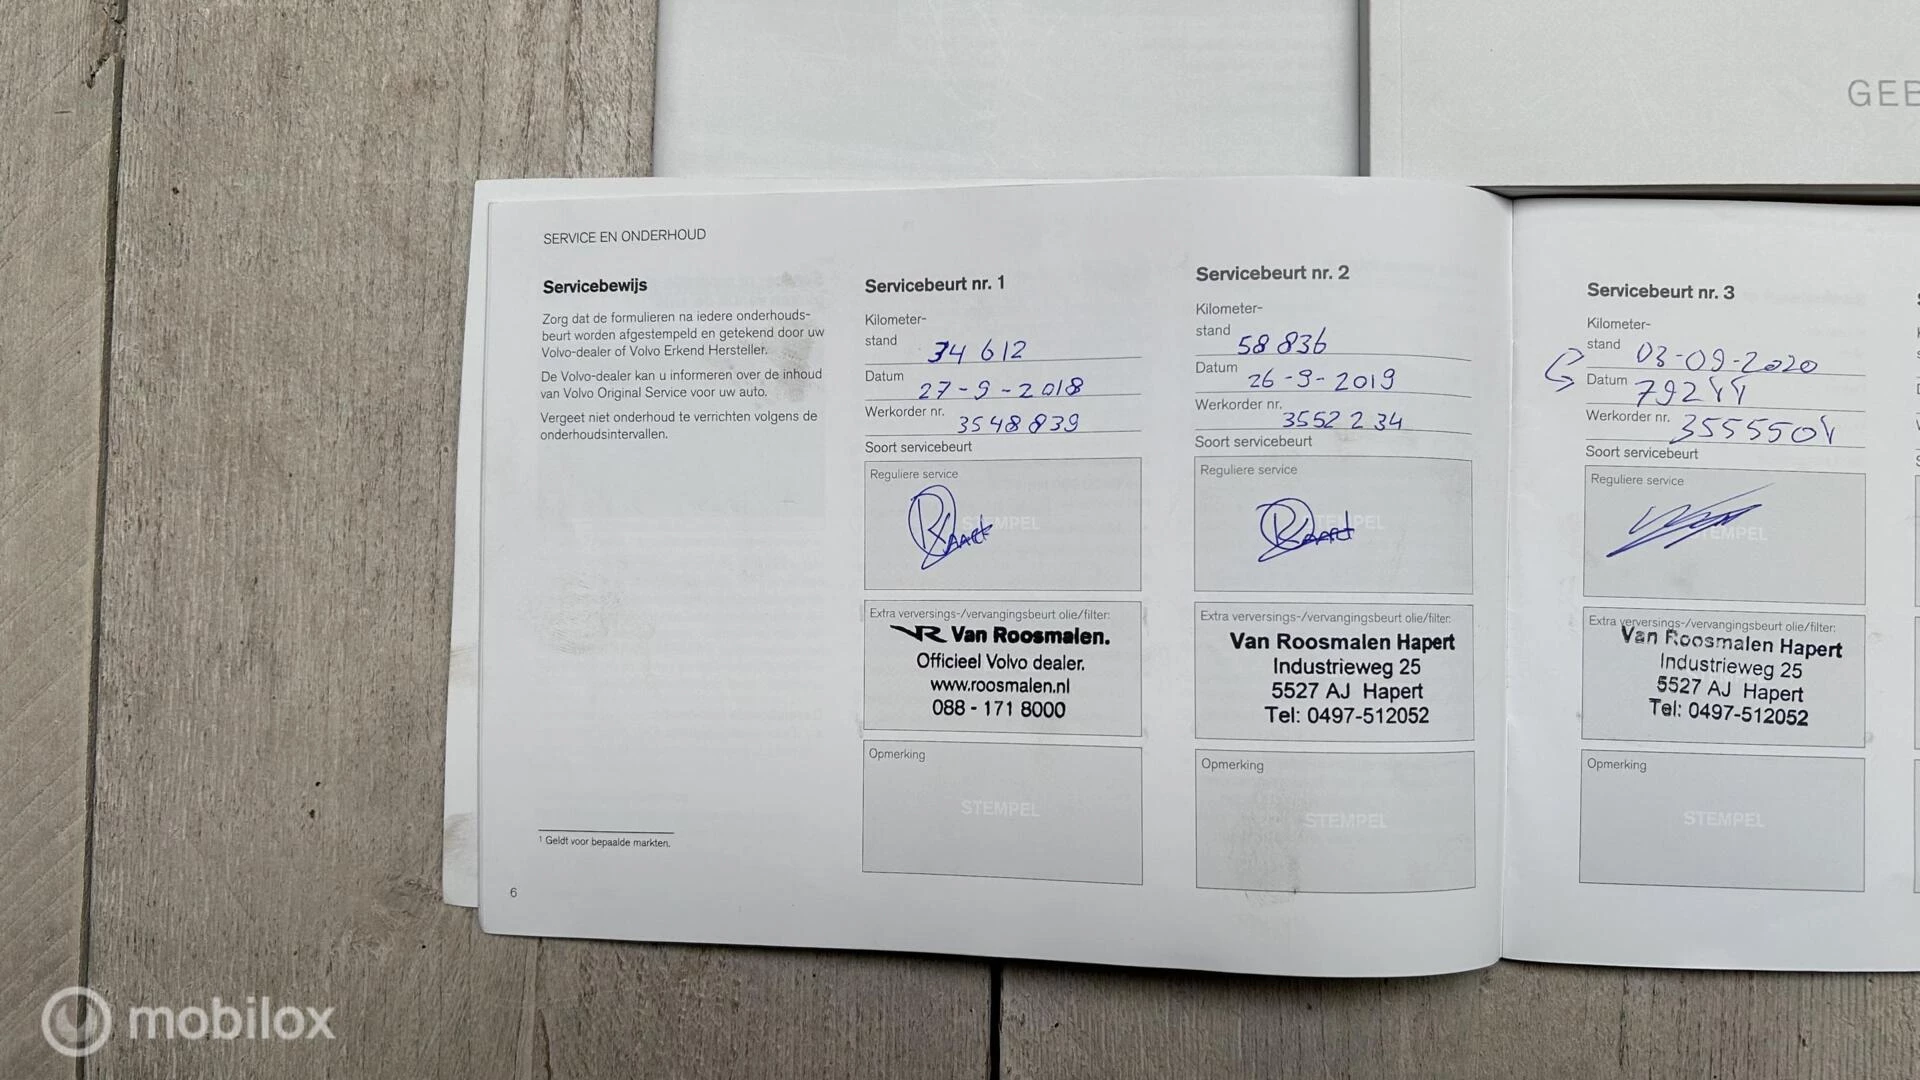 GEB
SERVICE EN ONDERHOUD
Servicebewijs
Zorg dat de formulieren na iedere onderhouds-
beurt worden afgestempeld en getekend door uw
Volvo-dealer of Volvo Erkend Hersteller.
De Volvo-dealer kan u informeren over de inhoud
van Volvo Original Service voor uw auto.
Vergeet niet onderhoud te verrichten volgens de
onderhoudsintervallen.
1 Geldt voor bepaalde markten.
6
Servicebeurt nr. 1
Kilometer-
stand 34 612
Datum 27-9-2018
Werkorder nr. 3548839
Soort servicebeurt
Reguliere service
STEMPEL
Extra verversings-/vervangingsbeurt olie/filter:
VR Van Roosmalen.
Officieel Volvo dealer.
www.roosmalen.nl
088 - 171 8000
Opmerking
STEMPEL
Servicebeurt nr. 2
Kilometer-
stand 58 836
Datum 26-9-2019
Werkorder nr. 3552 2 34
Soort servicebeurt
Reguliere service
STEMPEL
Extra verversings-/vervangingsbeurt olie/filter:
Van Roosmalen Hapert
Industrieweg 25
5527 AJ Hapert
Tel: 0497-512052
Opmerking
STEMPEL
Servicebeurt nr. 3
Kilometer-
stand 03-09-2020
Datum
Werkorder nr.
Soort servicebeurt
Reguliere service
STEMPEL
Extra verversings-/vervangingsbeurt olie/filter:
Van Roosmalen Hapert
Industrieweg 25
5527 AJ Hapert
Tel: 0497-512052
Opmerking
STEMPEL
mobilox